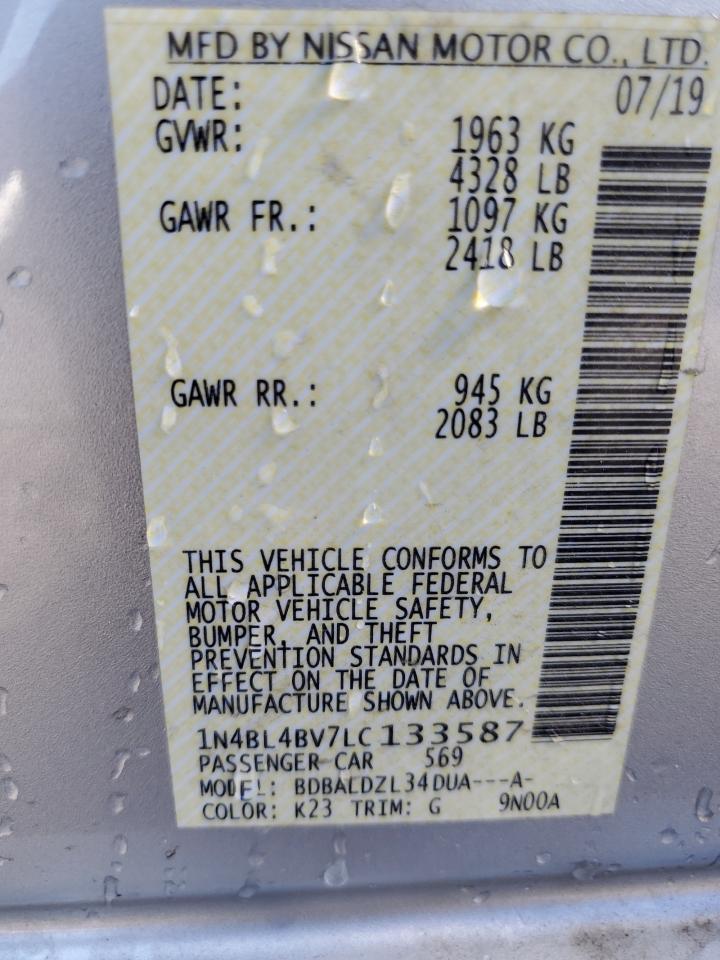 MFD BY NISSAN MOTOR CO., LTD.
DATE: 07/19
GVWR: 1963 KG
4328 LB
GAWR FR.: 1097 KG
2418 LB
GAWR RR.: 945 KG
2083 LB
THIS VEHICLE CONFORMS TO
ALL APPLICABLE FEDERAL
MOTOR VEHICLE SAFETY,
BUMPER, AND THEFT
PREVENTION STANDARDS IN
EFFECT ON THE DATE OF
MANUFACTURE SHOWN ABOVE.
1N4BL4BV7LC133587
PASSENGER CAR 569
MODEL: BDBALDZL34DUA---A-
COLOR: K23 TRIM: G 9N00A